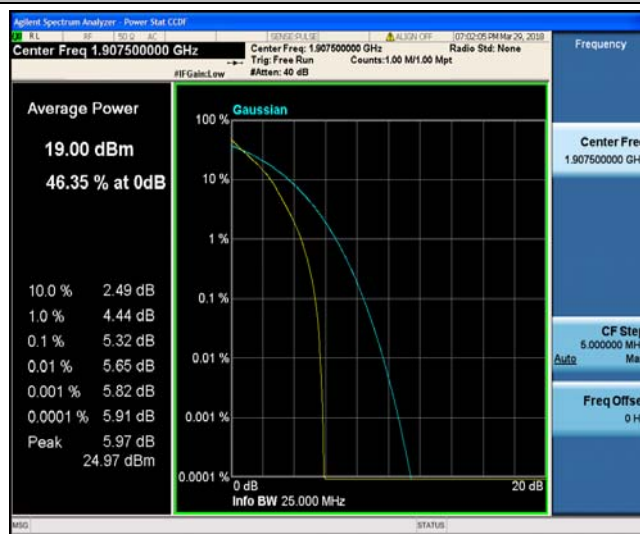 Agilent Spectrum Analyzer - Power Stat CCDF
RL RF 50 Ω AC SENSE:PULSE ALIGN OFF 07:02:05 PM Mar 29, 2018
Center Freq 1.907500000 GHz
Center Freq: 1.907500000 GHz Radio Std: None
Trig: Free Run Counts:1.00 M/1.00 Mpt
#IFGain:Low #Atten: 40 dB
Frequency
Average Power
19.00 dBm
46.35 % at 0dB
10.0 % 2.49 dB
1.0 % 4.44 dB
0.1 % 5.32 dB
0.01 % 5.65 dB
0.001 % 5.82 dB
0.0001 % 5.91 dB
Peak 5.97 dB
24.97 dBm
Gaussian
100 %
10 %
1 %
0.1 %
0.01 %
0.001 %
0.0001 %
0 dB 20 dB
Info BW 25.000 MHz
Center Fre
1.907500000 GH
CF Ste
5.000000 MH
Auto Ma
Freq Offse
0 H
MSG STATUS